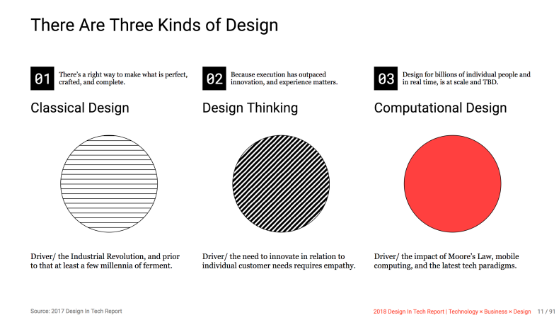 There Are Three Kinds of Design
01
There's a right way to make what is perfect,
crafted, and complete.
02
Because execution has outpaced
innovation, and experience matters.
03
Design for billions of individual people and
in real time, is at scale and TBD.
Classical Design
Design Thinking
Computational Design
Driver/ the Industrial Revolution, and prior
to that at least a few millennia of ferment.
Driver/ the need to innovate in relation to
individual customer needs requires empathy.
Driver/ the impact of Moore's Law, mobile
computing, and the latest tech paradigms.
Source: 2017 Design In Tech Report
2018 Design In Tech Report | Technology × Business × Design 11 / 91